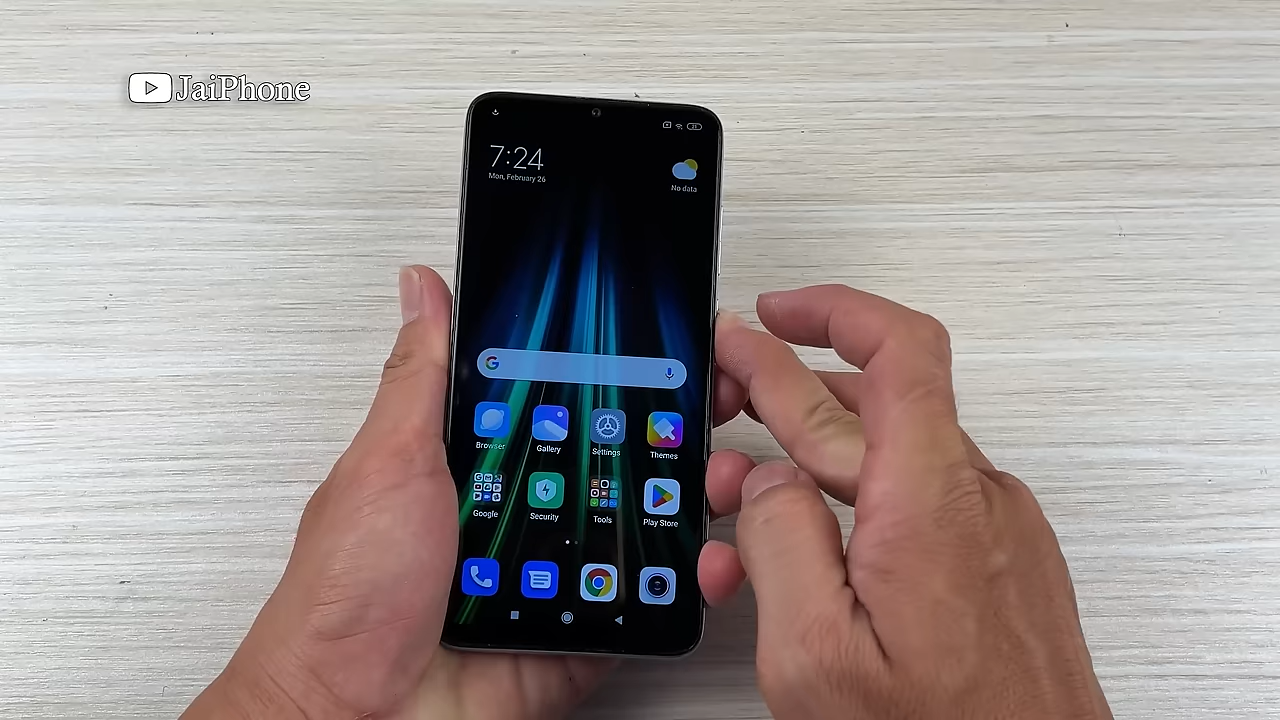 JaiPhone
7:24
Mon, February 26
No data
Browser
Gallery
Settings
Themes
Google
Security
Tools
Play Store